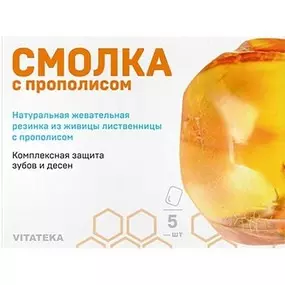 СМОЛКА
с прополисом
Натуральная жевательная
резинка из живицы лиственницы
с прополисом
Комплексная защита
зубов и десен
5
—шт
VITATEKA